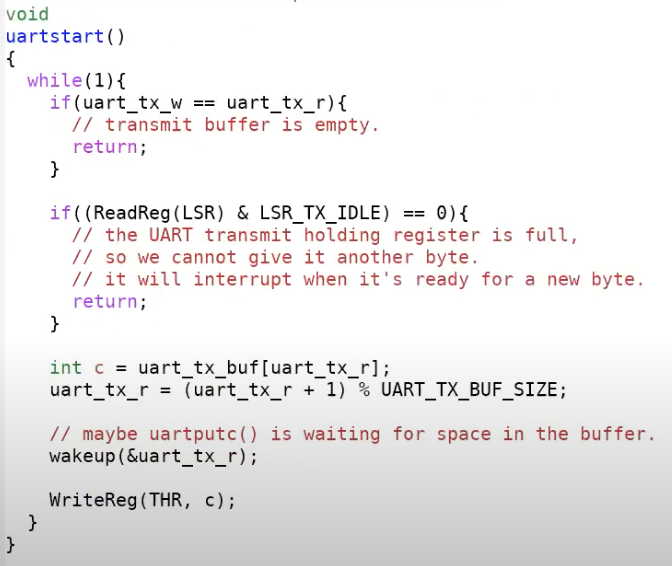 void
uartstart()
{
  while(1){
    if(uart_tx_w == uart_tx_r){
      // transmit buffer is empty.
      return;
    }

    if((ReadReg(LSR) & LSR_TX_IDLE) == 0){
      // the UART transmit holding register is full,
      // so we cannot give it another byte.
      // it will interrupt when it's ready for a new byte.
      return;
    }

    int c = uart_tx_buf[uart_tx_r];
    uart_tx_r = (uart_tx_r + 1) % UART_TX_BUF_SIZE;

    // maybe uartputc() is waiting for space in the buffer.
    wakeup(&uart_tx_r);

    WriteReg(THR, c);
  }
}